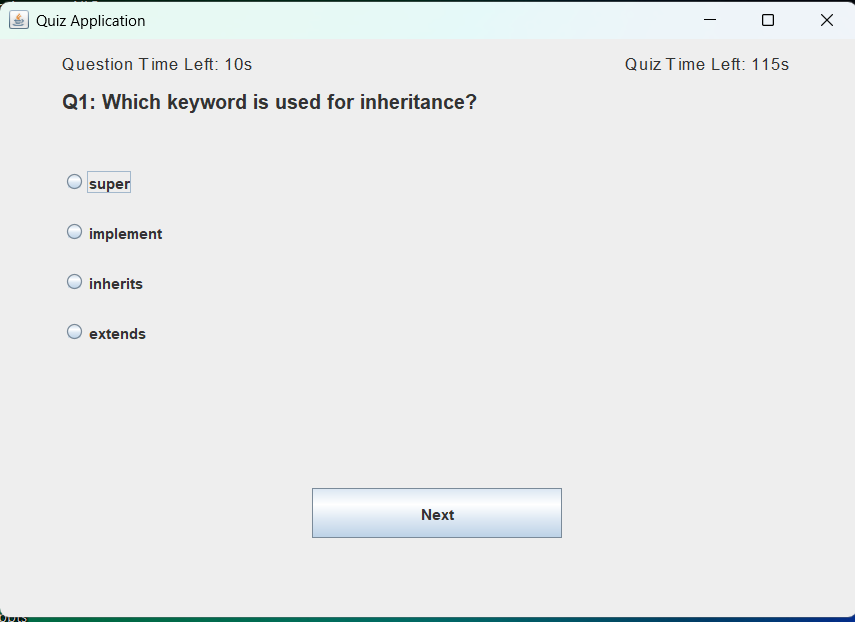 Quiz Application
Question Time Left: 10s
Quiz Time Left: 115s
Q1: Which keyword is used for inheritance?
super
implement
inherits
extends
Next